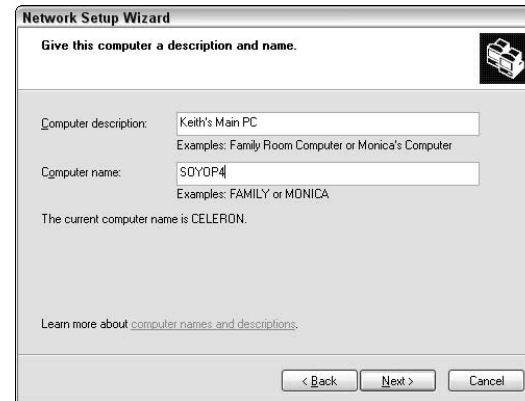 Network Setup Wizard
Give this computer a description and name.
Computer description: Keith's Main PC
Examples: Family Room Computer or Monica's Computer
Computer name: SOYOP4
Examples: FAMILY or MONICA
The current computer name is CELERON.
Learn more about computer names and descriptions.
< Back Next > Cancel